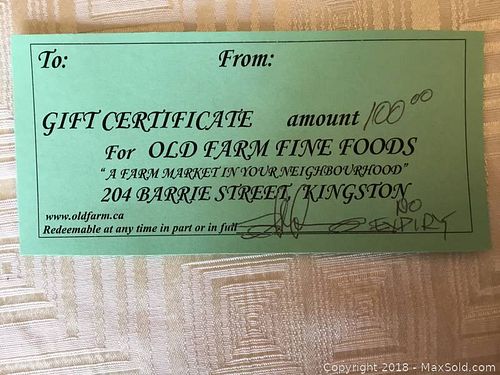 To: From:
GIFT CERTIFICATE amount 100.00
For OLD FARM FINE FOODS
"A FARM MARKET IN YOUR NEIGHBOURHOOD"
204 BARRIE STREET, KINGSTON
www.oldfarm.ca
Redeemable at any time in part or in full
NO
EXPIRY
Copyright 2018 - MaxSold.com